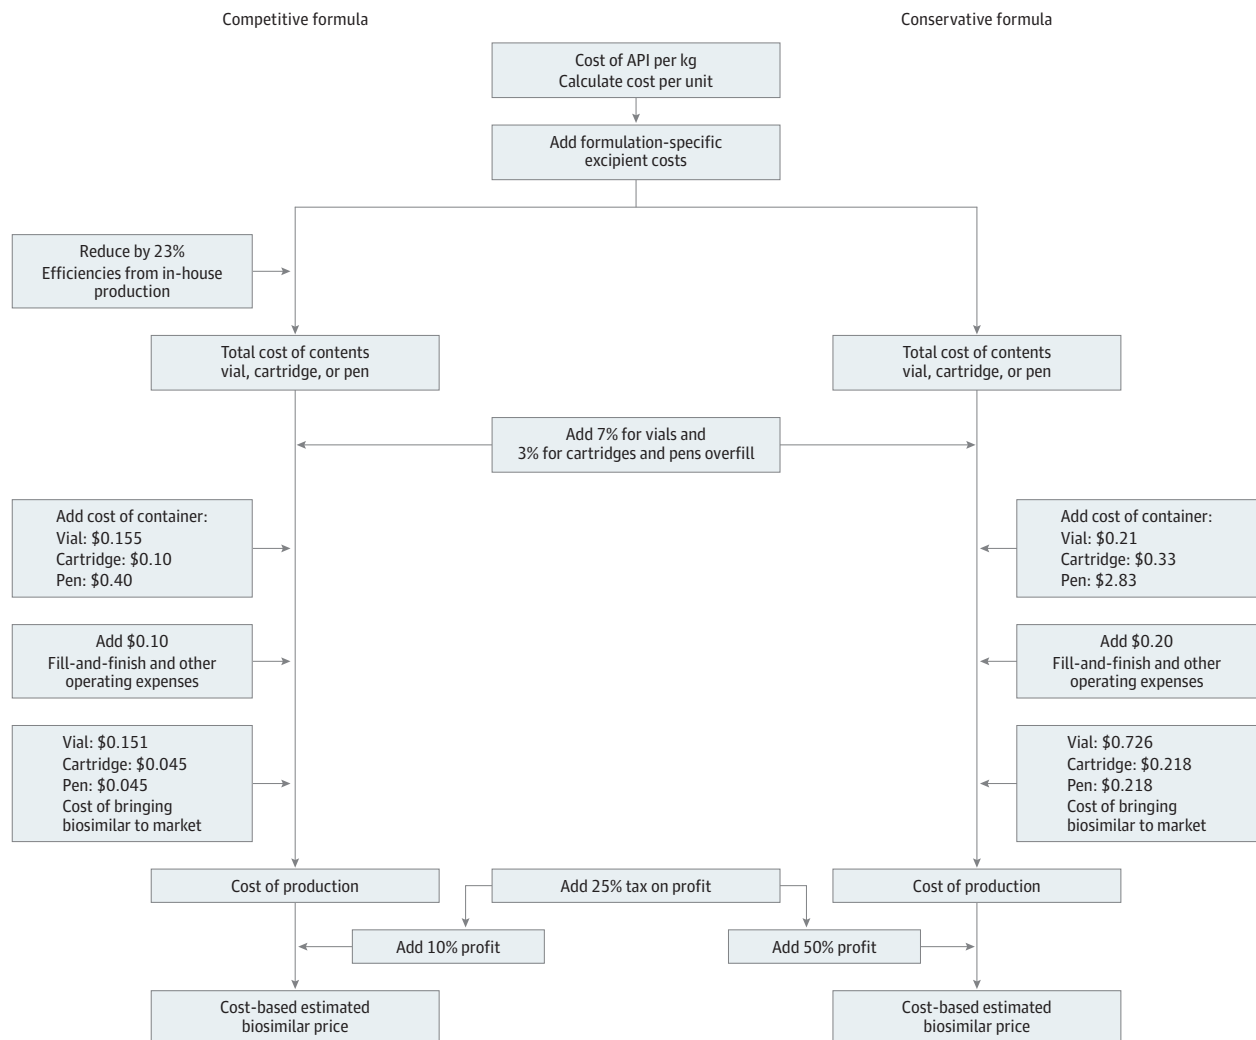 Competitive formula
Conservative formula
Cost of API per kg
Calculate cost per unit
Add formulation-specific
excipient costs
Reduce by 23%
Efficiencies from in-house
production
Total cost of contents
vial, cartridge, or pen
Total cost of contents
vial, cartridge, or pen
Add 7% for vials and
3% for cartridges and pens overfill
Add cost of container:
Vial: $0.155
Cartridge: $0.10
Pen: $0.40
Add cost of container:
Vial: $0.21
Cartridge: $0.33
Pen: $2.83
Add $0.10
Fill-and-finish and other
operating expenses
Add $0.20
Fill-and-finish and other
operating expenses
Vial: $0.151
Cartridge: $0.045
Pen: $0.045
Cost of bringing
biosimilar to market
Vial: $0.726
Cartridge: $0.218
Pen: $0.218
Cost of bringing
biosimilar to market
Cost of production
Add 25% tax on profit
Cost of production
Add 10% profit
Add 50% profit
Cost-based estimated
biosimilar price
Cost-based estimated
biosimilar price